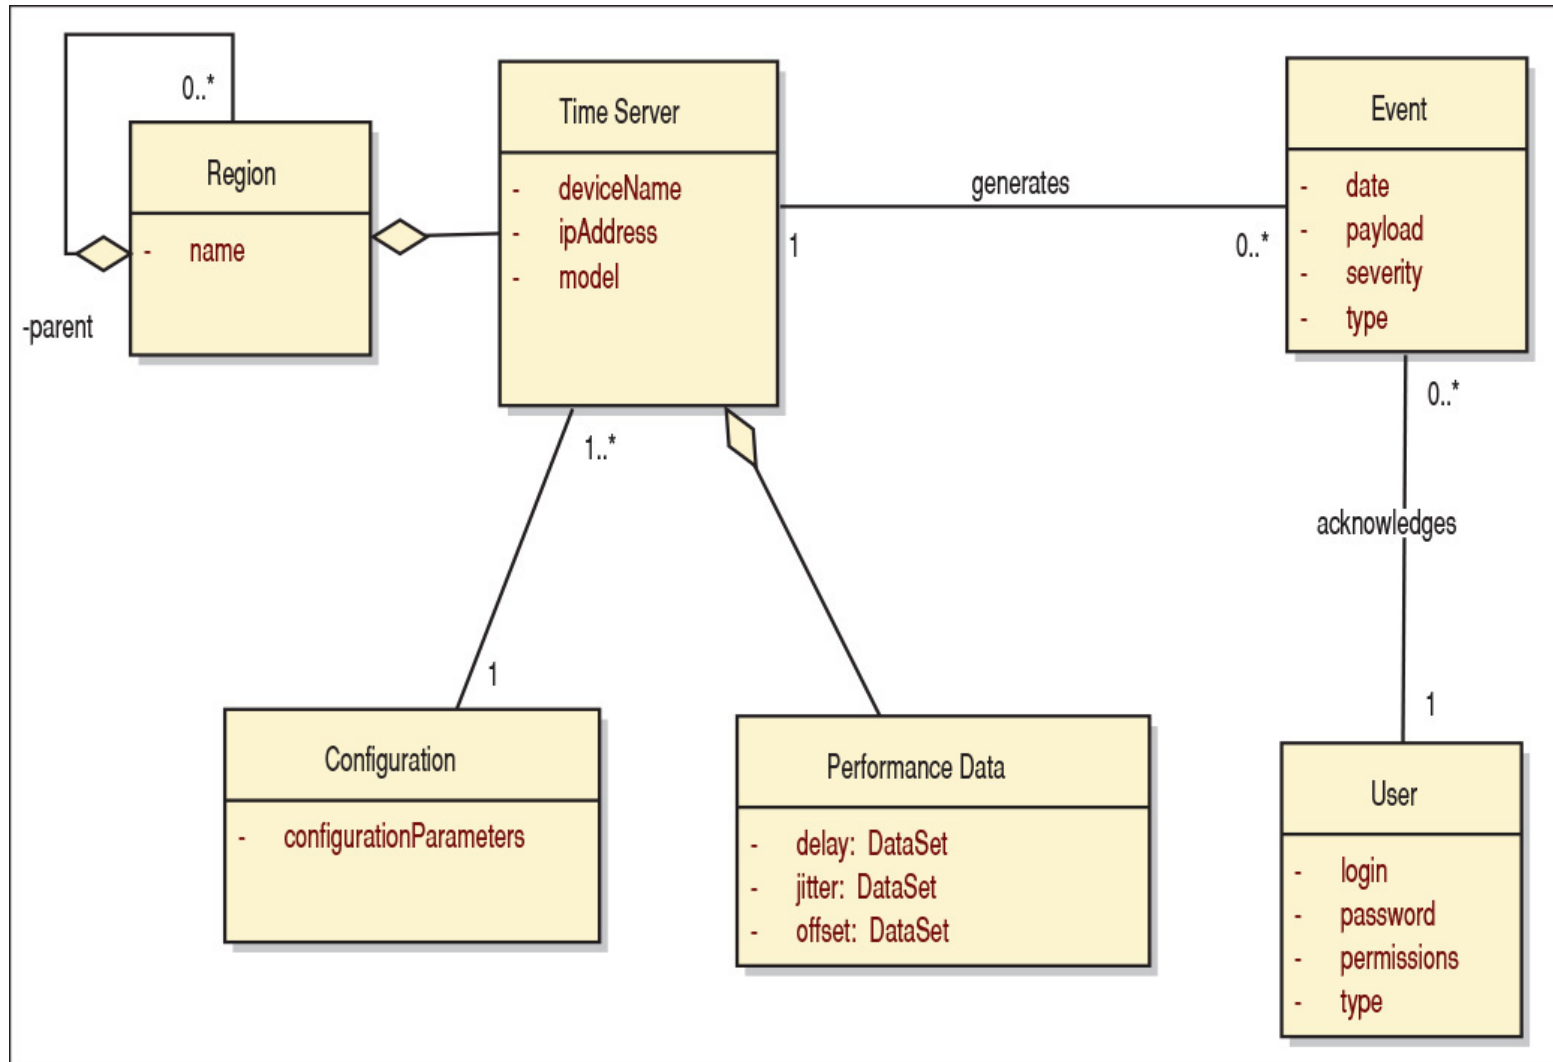 0..*
Region
- name
-parent
Time Server
- deviceName
- ipAddress
- model
generates
1
0..*
Event
- date
- payload
- severity
- type
1..*
1
0..*
acknowledges
1
Configuration
- configurationParameters
Performance Data
- delay: DataSet
- jitter: DataSet
- offset: DataSet
User
- login
- password
- permissions
- type